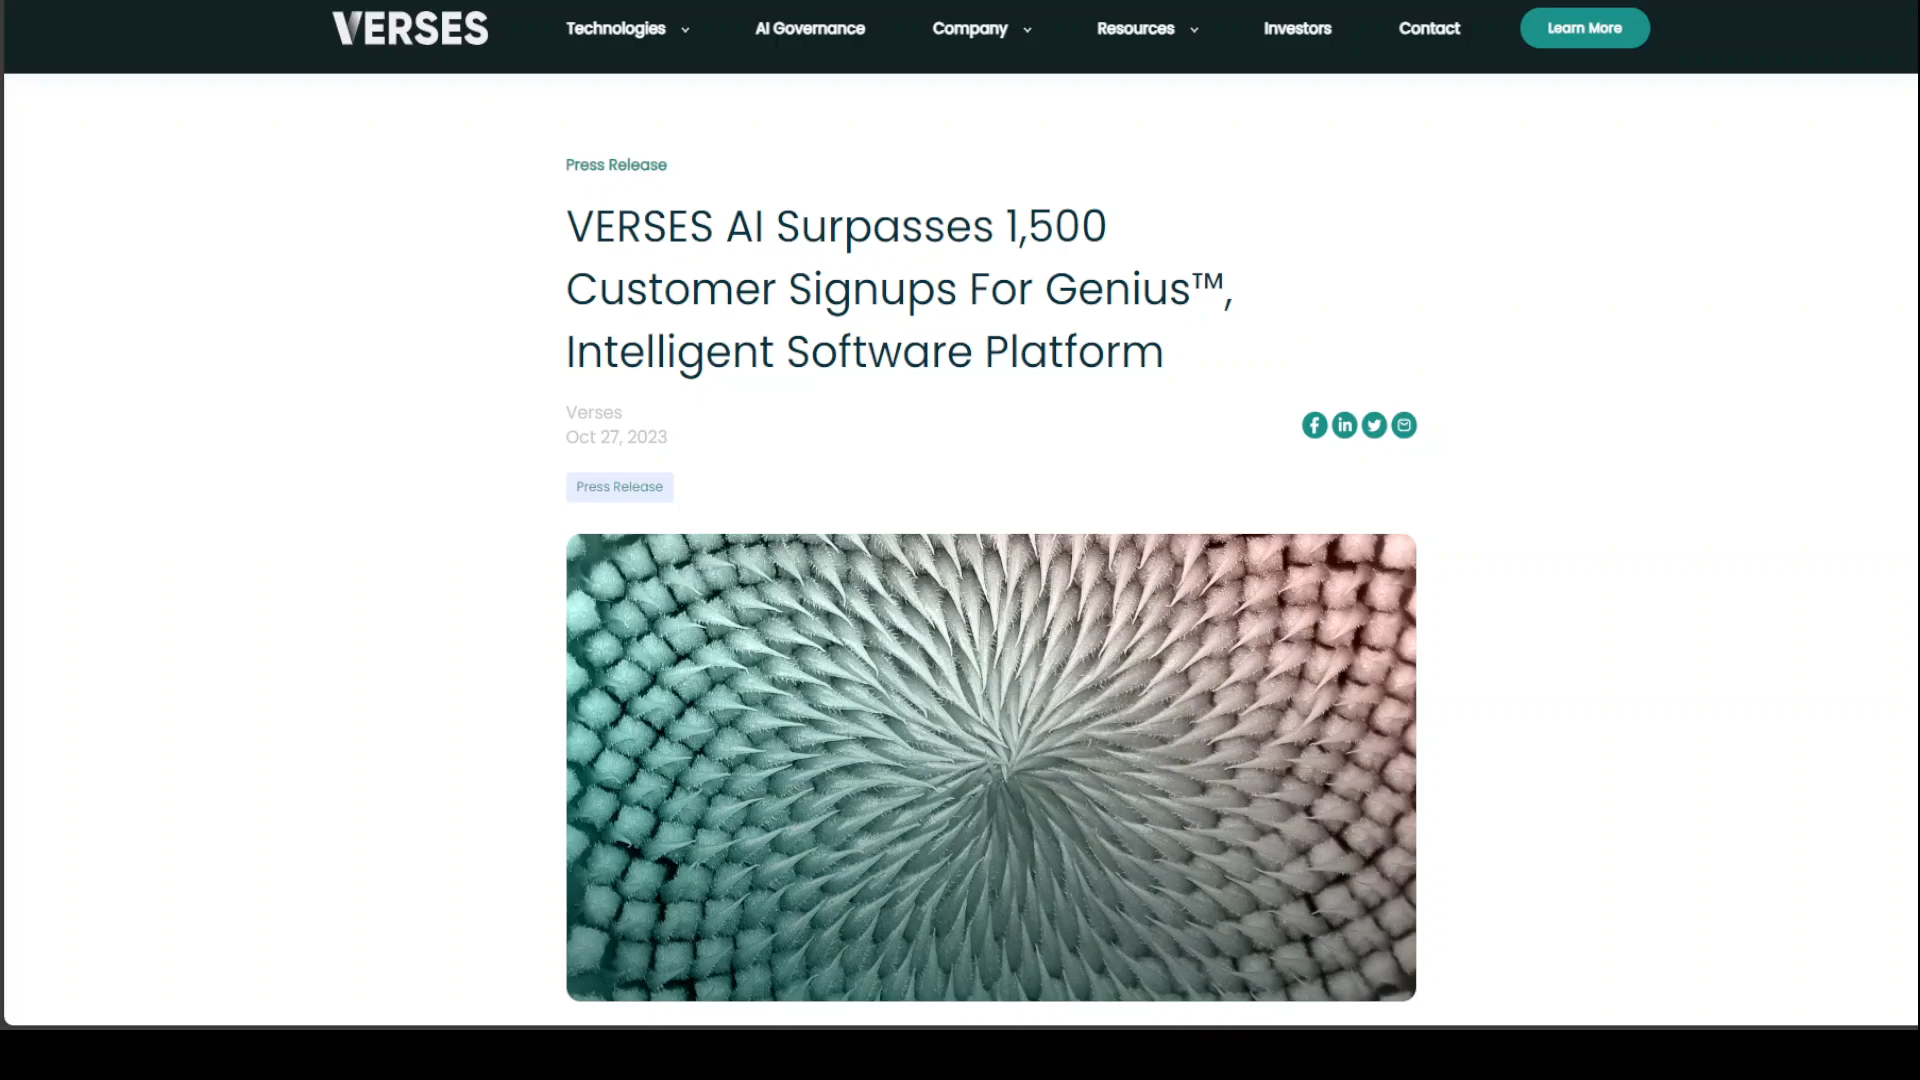 VERSES
Technologies
AI Governance
Company
Resources
Investors
Contact
Learn More
Press Release
VERSES AI Surpasses 1,500
Customer Signups For Genius™,
Intelligent Software Platform
Verses
Oct 27, 2023
Press Release